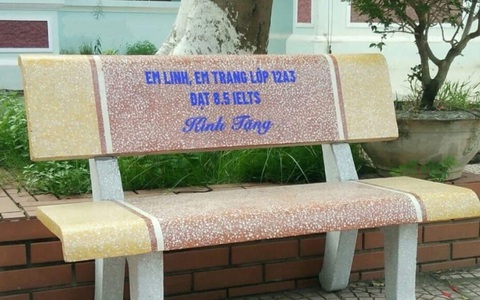 EM LINH, EM TRANG LỚP 12A3
ĐẠT 8.5 IELTS
Kính Tặng